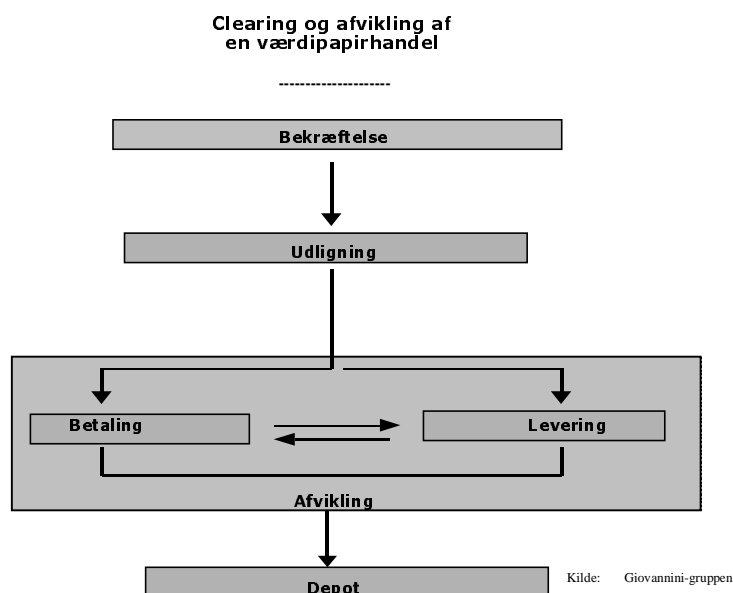 Clearing og afvikling af
en værdipapirhandel
---------------------
Bekræftelse
Udligning
Betaling
Levering
Afvikling
Depot
Kilde: Giovannini-gruppen